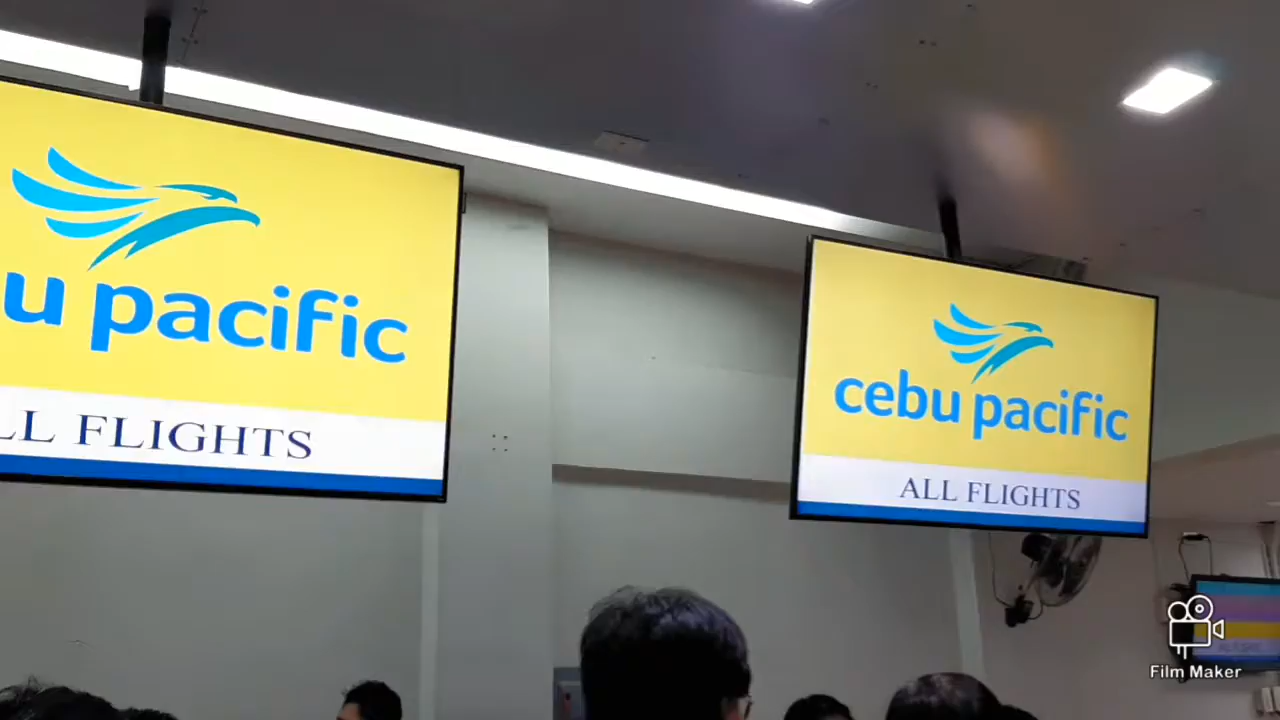 u pacific
LL FLIGHTS
cebu pacific
ALL FLIGHTS
Film Maker